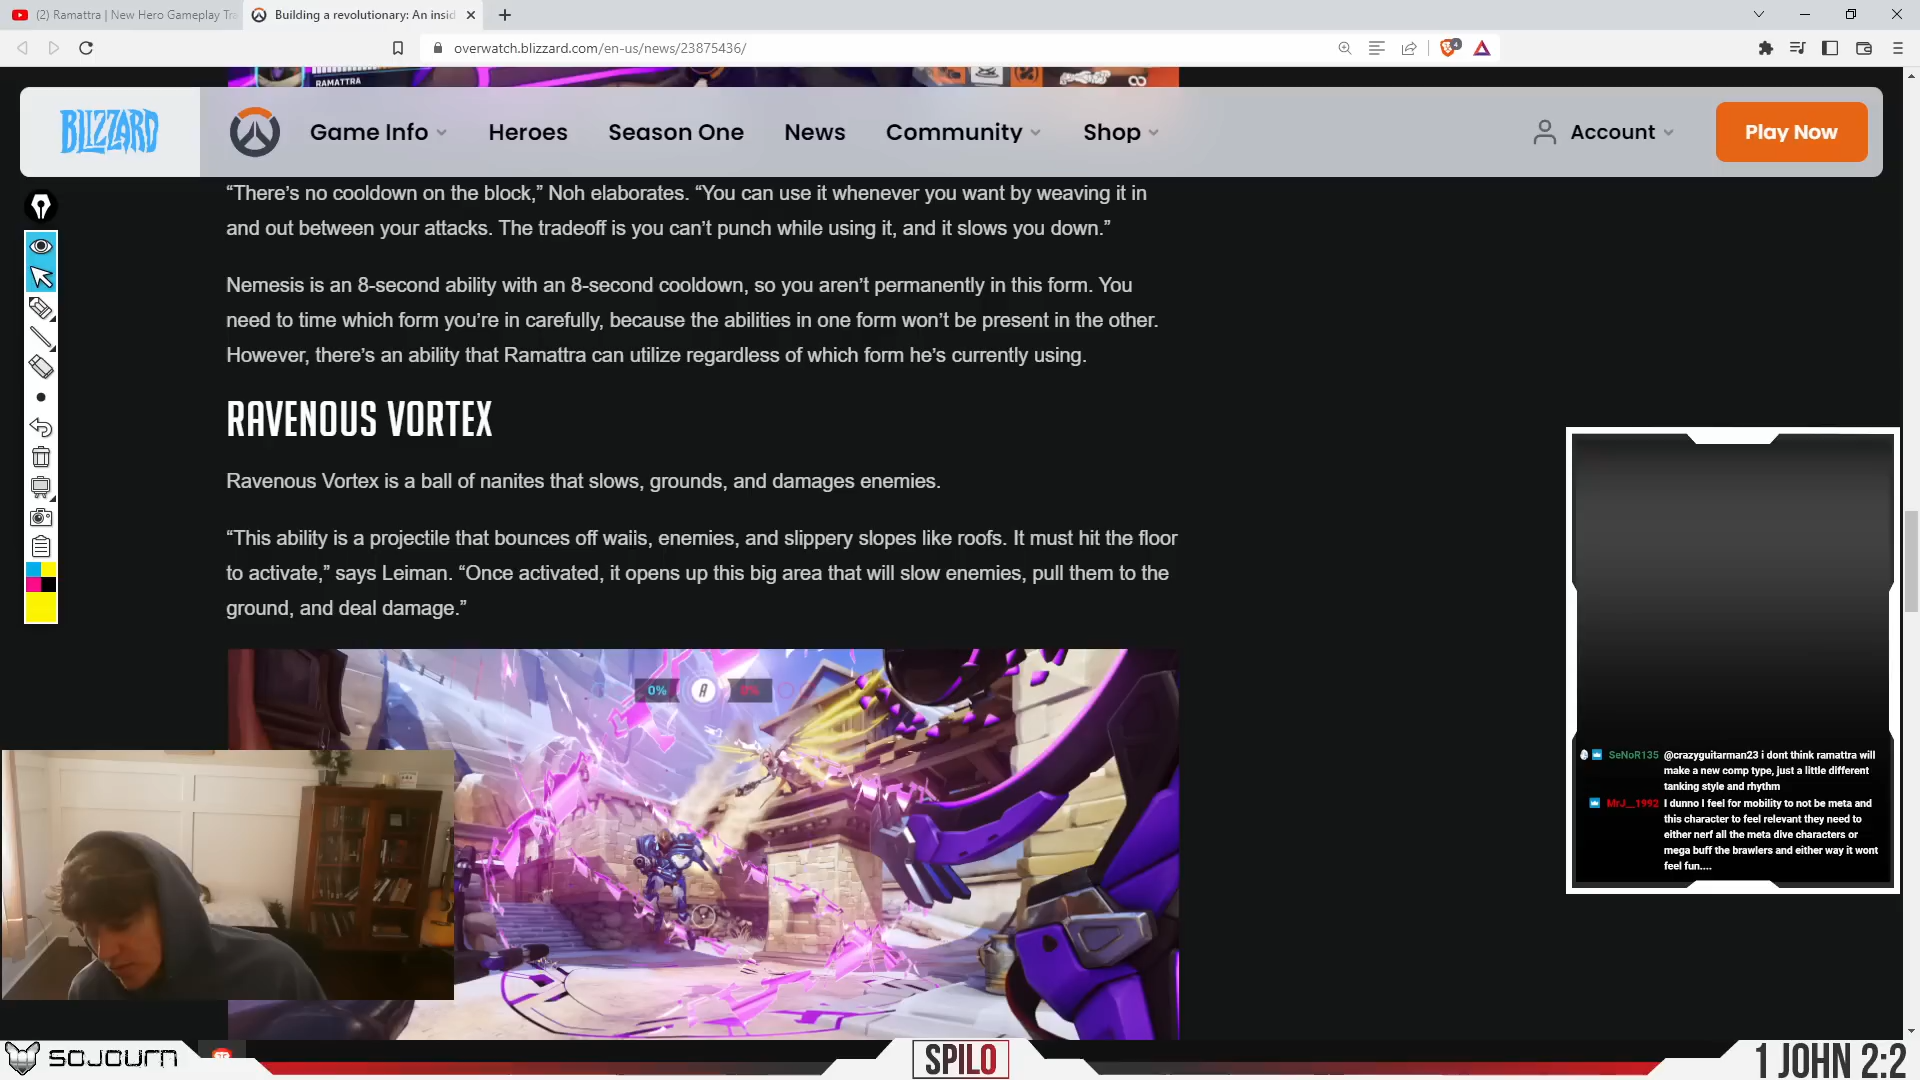 (2) Ramattra | New Hero Gameplay Tra
Building a revolutionary: An insid
overwatch.blizzard.com/en-us/news/23875436/
4
RAMATTRA
BLIZZARD
Game Info
Heroes
Season One
News
Community
Shop
Account
Play Now
“There’s no cooldown on the block,” Noh elaborates. “You can use it whenever you want by weaving it in
and out between your attacks. The tradeoff is you can’t punch while using it, and it slows you down.”
Nemesis is an 8-second ability with an 8-second cooldown, so you aren’t permanently in this form. You
need to time which form you’re in carefully, because the abilities in one form won’t be present in the other.
However, there’s an ability that Ramattra can utilize regardless of which form he’s currently using.
RAVENOUS VORTEX
Ravenous Vortex is a ball of nanites that slows, grounds, and damages enemies.
“This ability is a projectile that bounces off walls, enemies, and slippery slopes like roofs. It must hit the floor
to activate,” says Leiman. “Once activated, it opens up this big area that will slow enemies, pull them to the
ground, and deal damage.”
0% A 0%
SeNoR135 @crazyguitarman23 i dont think ramattra will
make a new comp type, just a little different
tanking style and rhythm
MrJ__1992 I dunno I feel for mobility to not be meta and
this character to feel relevant they need to
either nerf all the meta dive characters or
mega buff the brawlers and either way it wont
feel fun....
SOJOURN
SPILO
1 JOHN 2:2